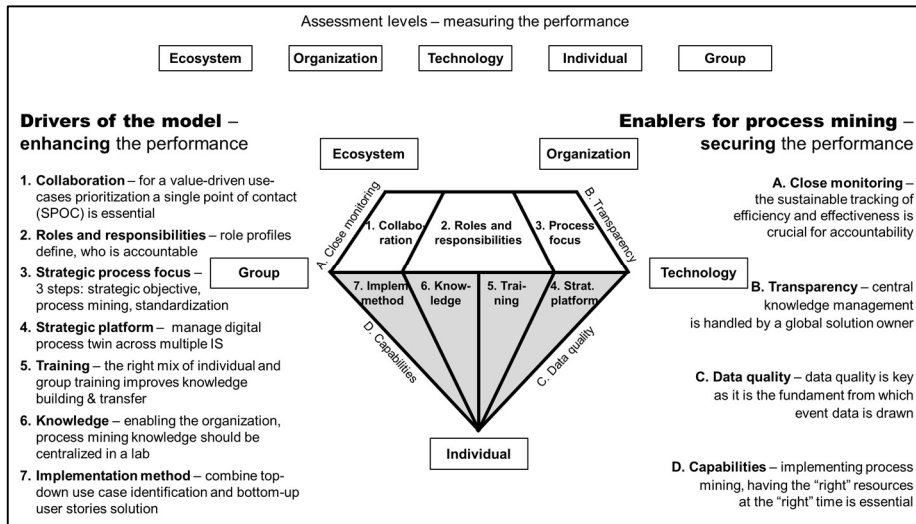 Assessment levels – measuring the performance
Ecosystem
Organization
Technology
Individual
Group
Drivers of the model –
enhancing the performance
1. Collaboration – for a value-driven use-
cases prioritization a single point of contact
(SPOC) is essential
2. Roles and responsibilities – role profiles
define, who is accountable
3. Strategic process focus –
3 steps: strategic objective,
process mining, standardization
4. Strategic platform – manage digital
process twin across multiple IS
5. Training – the right mix of individual and
group training improves knowledge
building & transfer
6. Knowledge – enabling the organization,
process mining knowledge should be
centralized in a lab
7. Implementation method – combine top-
down use case identification and bottom-up
user stories solution
Ecosystem
Organization
Group
Technology
Individual
A. Close monitoring
B. Transparency
1. Collabo-
ration
2. Roles and
responsibilities
3. Process
focus
7. Implem.
method
6. Know-
ledge
5. Trai-
ning
4. Strat.
platform
D. Capabilities
C. Data quality
Enablers for process mining –
securing the performance
A. Close monitoring –
the sustainable tracking of
efficiency and effectiveness is
crucial for accountability
B. Transparency – central
knowledge management
is handled by a global solution
owner
C. Data quality – data quality is key
as it is the fundament from which
event data is drawn
D. Capabilities – implementing process
mining, having the “right” resources
at the “right” time is essential